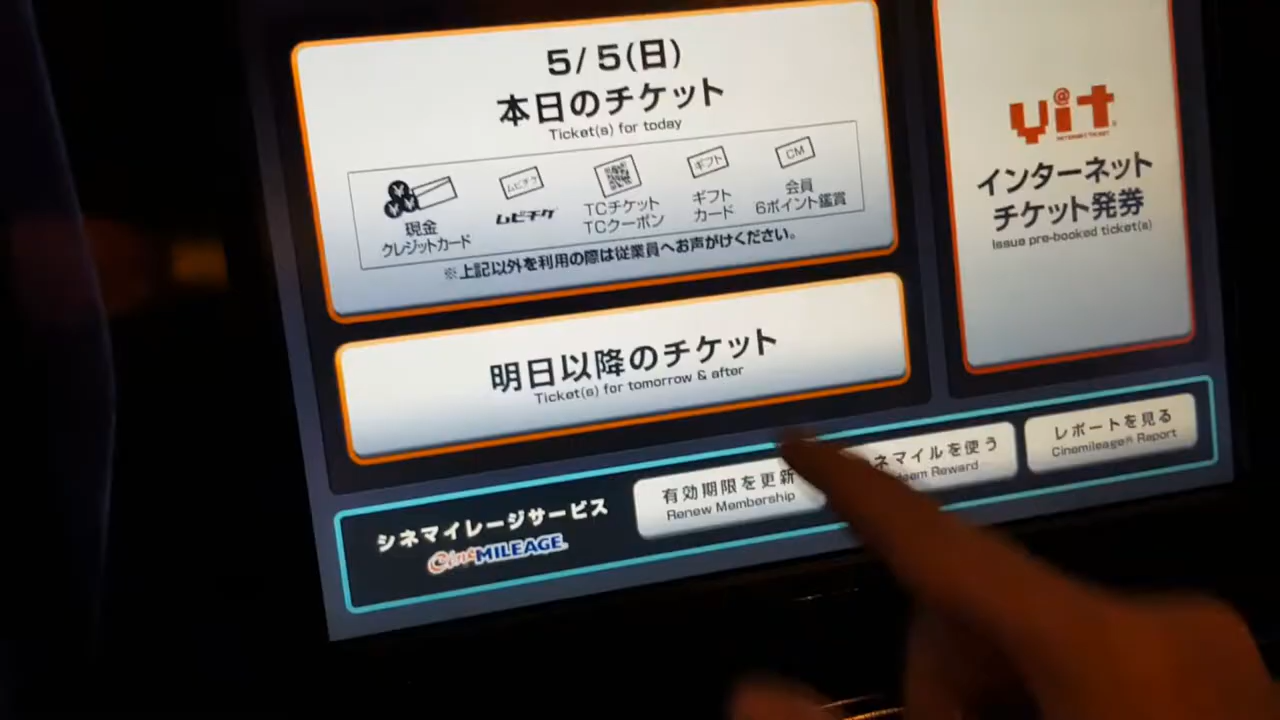 5/5(日)
本日のチケット
Ticket(s) for today
現金
クレジットカード
ムビチケ
ムビチケ
TCチケット
TCクーポン
ギフト
ギフト
カード
CM
会員
6ポイント鑑賞
※上記以外を利用の際は従業員へお声がけください。
vit
INTERNET TICKET
インターネット
チケット発券
Issue pre-booked ticket(s)
明日以降のチケット
Ticket(s) for tomorrow & after
シネマイレージサービス
CinéMILEAGE
有効期限を更新
Renew Membership
ネマイルを使う
Reward
レポートを見る
Cinemileage® Report